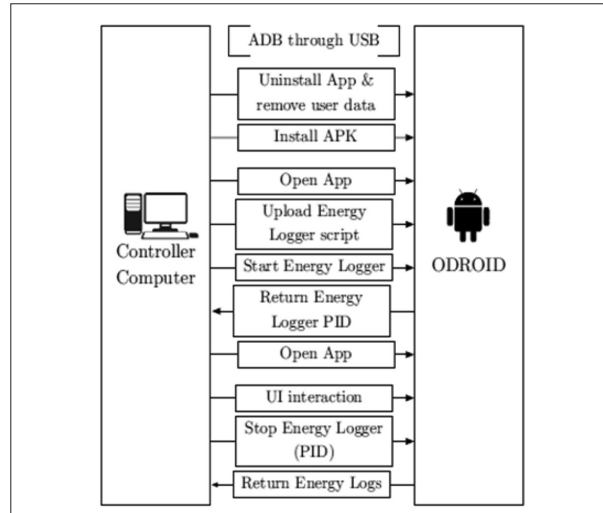 ADB through USB
Uninstall App &
remove user data
Install APK
Open App
Upload Energy
Logger script
Controller
Computer
ODROID
Start Energy Logger
Return Energy
Logger PID
Open App
UI interaction
Stop Energy Logger
(PID)
Return Energy Logs